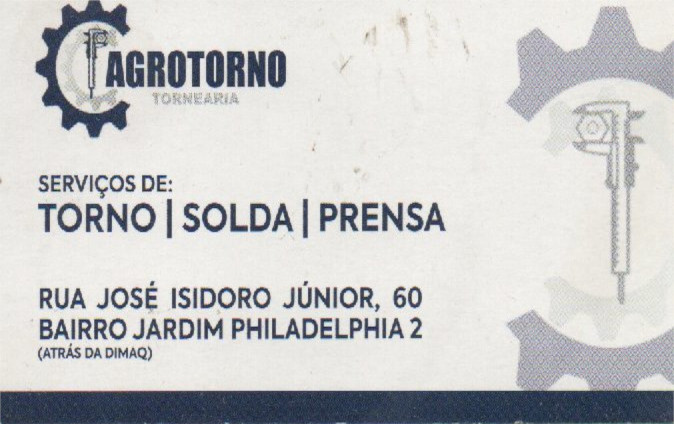 AGROTORNO
TORNEARIA
SERVIÇOS DE:
TORNO | SOLDA | PRENSA
RUA JOSÉ ISIDORO JÚNIOR, 60
BAIRRO JARDIM PHILADELPHIA 2
(ATRÁS DA DIMAQ)